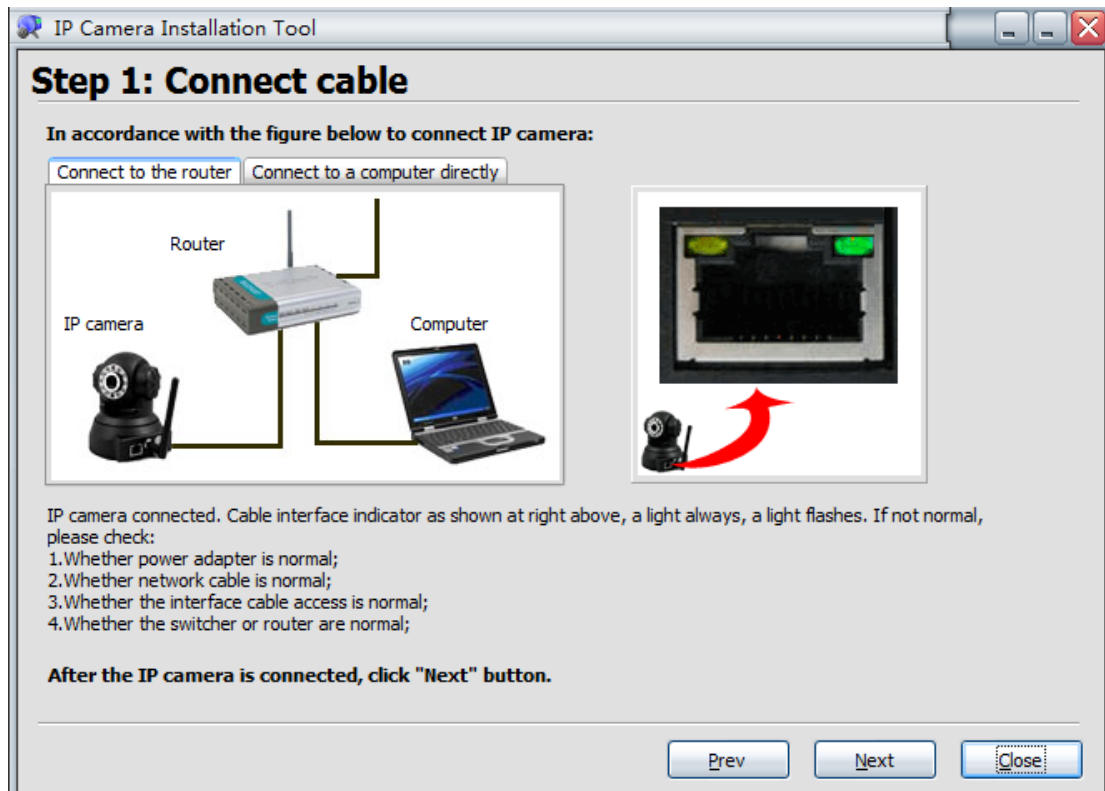 IP Camera Installation Tool
Step 1: Connect cable
In accordance with the figure below to connect IP camera:
Connect to the router
Connect to a computer directly
Router
IP camera
Computer
IP camera connected. Cable interface indicator as shown at right above, a light always, a light flashes. If not normal,
please check:
1.Whether power adapter is normal;
2.Whether network cable is normal;
3.Whether the interface cable access is normal;
4.Whether the switcher or router are normal;
After the IP camera is connected, click "Next" button.
Prev
Next
Close